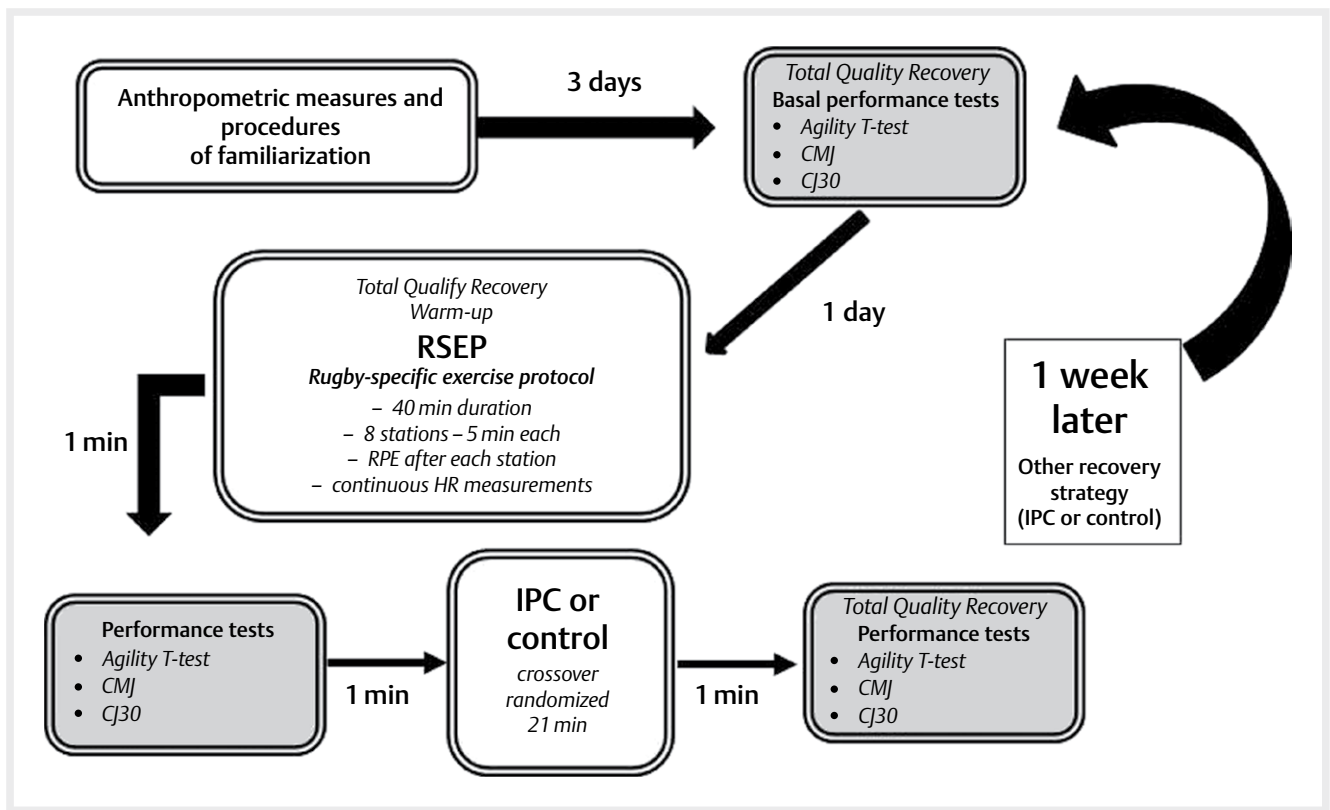 Anthropometric measures and
procedures
of familiarization
3 days
Total Quality Recovery
Basal performance tests
• Agility T-test
• CMJ
• CJ30
1 day
Total Qualify Recovery
Warm-up
RSEP
Rugby-specific exercise protocol
– 40 min duration
– 8 stations – 5 min each
– RPE after each station
– continuous HR measurements
1 week
later
Other recovery
strategy
(IPC or control)
1 min
Performance tests
• Agility T-test
• CMJ
• CJ30
1 min
IPC or
control
crossover
randomized
21 min
1 min
Total Quality Recovery
Performance tests
• Agility T-test
• CMJ
• CJ30